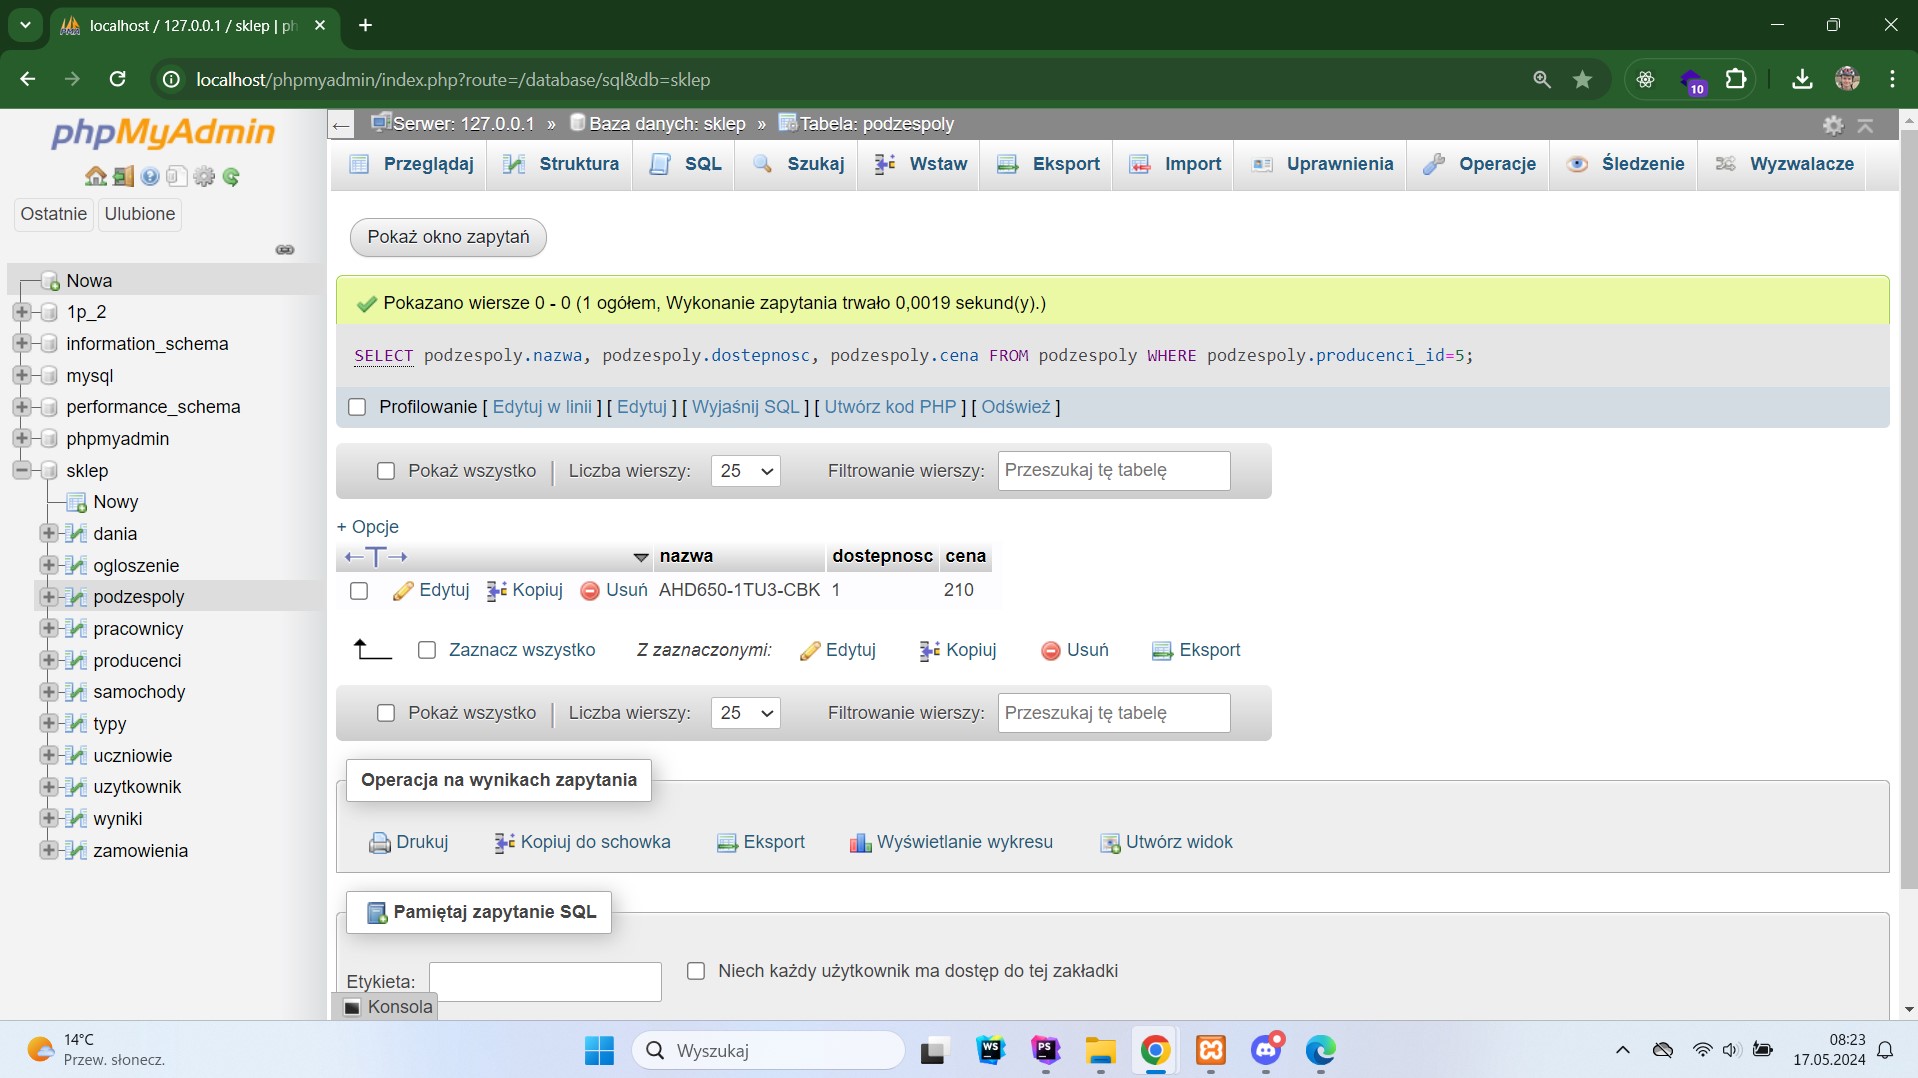 localhost / 127.0.0.1 / sklep | ph
localhost/phpmyadmin/index.php?route=/database/sql&db=sklep
10
phpMyAdmin
Ostatnie
Ulubione
Nowa
1p_2
information_schema
mysql
performance_schema
phpmyadmin
sklep
Nowy
dania
ogloszenie
podzespoly
pracownicy
producenci
samochody
typy
uczniowie
uzytkownik
wyniki
zamowienia
Serwer: 127.0.0.1 » Baza danych: sklep » Tabela: podzespoly
Przeglądaj Struktura SQL Szukaj Wstaw Eksport Import Uprawnienia Operacje Śledzenie Wyzwalacze
Pokaż okno zapytań
Pokazano wiersze 0 - 0 (1 ogółem, Wykonanie zapytania trwało 0,0019 sekund(y).)
SELECT podzespoly.nazwa, podzespoly.dostepnosc, podzespoly.cena FROM podzespoly WHERE podzespoly.producenci_id=5;
Profilowanie [ Edytuj w linii ] [ Edytuj ] [ Wyjaśnij SQL ] [ Utwórz kod PHP ] [ Odśwież ]
Pokaż wszystko | Liczba wierszy: 25 Filtrowanie wierszy: Przeszukaj tę tabelę
+ Opcje
←T→ nazwa dostepnosc cena
Edytuj Kopiuj Usuń AHD650-1TU3-CBK 1 210
Zaznacz wszystko Z zaznaczonymi: Edytuj Kopiuj Usuń Eksport
Pokaż wszystko | Liczba wierszy: 25 Filtrowanie wierszy: Przeszukaj tę tabelę
Operacja na wynikach zapytania
Drukuj Kopiuj do schowka Eksport Wyświetlanie wykresu Utwórz widok
Pamiętaj zapytanie SQL
Etykieta: Niech każdy użytkownik ma dostęp do tej zakładki
Konsola
14°C
Przew. słonecz.
Wyszukaj
WS
PS
08:23
17.05.2024